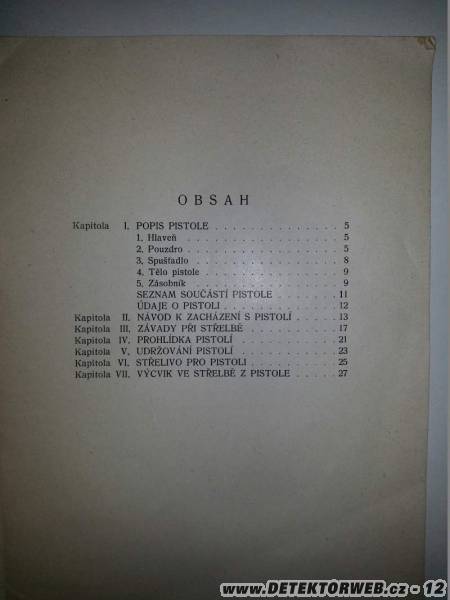 OBSAH
Kapitola I. POPIS PISTOLE . . . . . . . . . . . . . . . 5
1. Hlaveň . . . . . . . . . . . . . . . 5
2. Pouzdro . . . . . . . . . . . . . . . 5
3. Spušťadlo . . . . . . . . . . . . . . . 8
4. Tělo pistole . . . . . . . . . . . . . . . 9
5. Zásobník . . . . . . . . . . . . . . . 9
SEZNAM SOUČÁSTÍ PISTOLE . . . . . . . 11
ÚDAJE O PISTOLI . . . . . . . . . . . 12
Kapitola II. NÁVOD K ZACHÁZENÍ S PISTOLÍ . . . . 13
Kapitola III. ZÁVADY PŘI STŘELBĚ . . . . . . . . . . 17
Kapitola IV. PROHLÍDKA PISTOLÍ . . . . . . . . . . . 21
Kapitola V. UDRŽOVÁNÍ PISTOLÍ . . . . . . . . . . . 23
Kapitola VI. STŘELIVO PRO PISTOLI . . . . . . . . . 25
Kapitola VII. VÝCVIK VE STŘELBĚ Z PISTOLE . . . . . 27
www.DETEKTORWEB.cz - 12